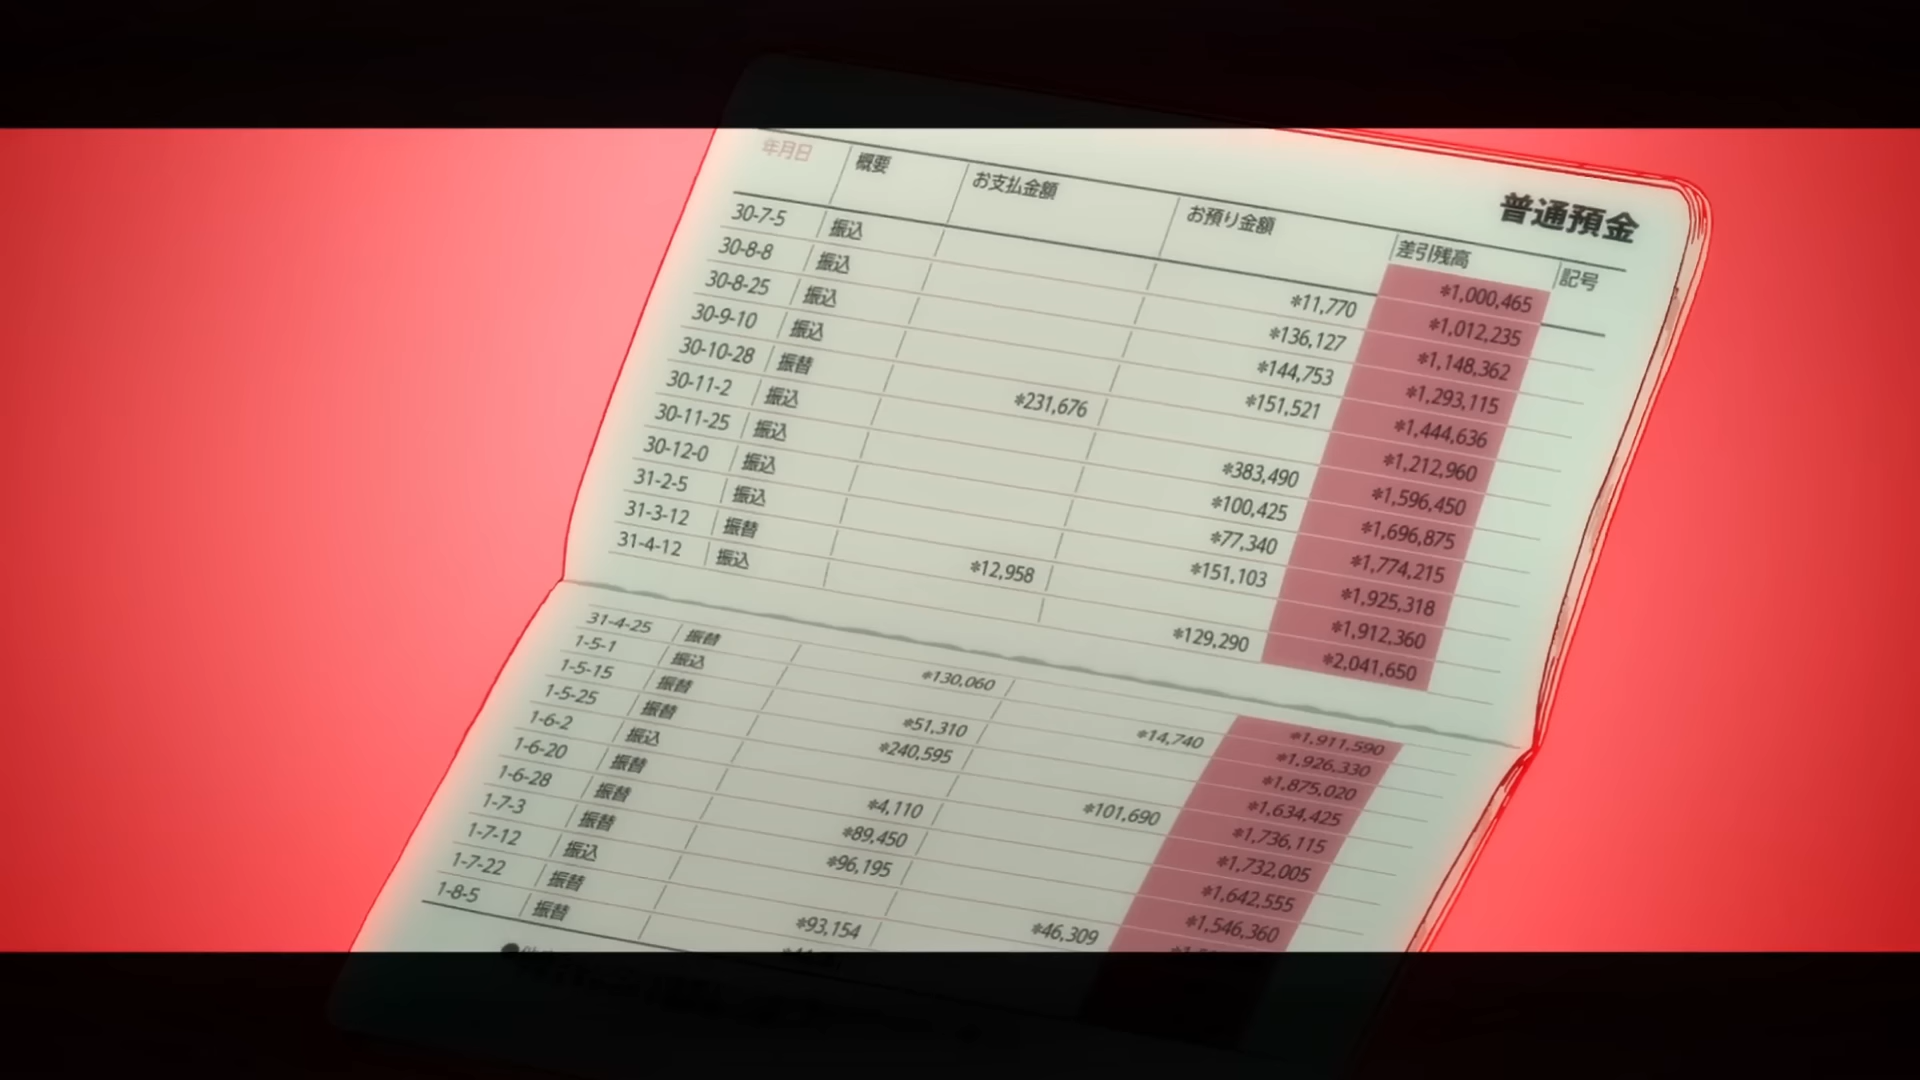 普通預金
年月日 概要 お支払金額 お預り金額 差引残高 記号
*1,000,465
30-7-5 振込 *11,770 *1,012,235
30-8-8 振込 *136,127 *1,148,362
30-8-25 振込 *144,753 *1,293,115
30-9-10 振込 *151,521 *1,444,636
30-10-28 振替 *231,676 *1,212,960
30-11-2 振込 *383,490 *1,596,450
30-11-25 振込 *100,425 *1,696,875
30-12-0 振込 *77,340 *1,774,215
31-2-5 振込 *151,103 *1,925,318
31-3-12 振替 *12,958 *1,912,360
31-4-12 振込 *129,290 *2,041,650
31-4-25 振替 *130,060 *1,911,590
1-5-1 振込 *14,740 *1,926,330
1-5-15 振替 *51,310 *1,875,020
1-5-25 振替 *240,595 *1,634,425
1-6-2 振込 *101,690 *1,736,115
1-6-20 振替 *4,110 *1,732,005
1-6-28 振替 *89,450 *1,642,555
1-7-3 振替 *96,195 *1,546,360
1-7-12 振込 *46,309
1-7-22 振替 *93,154
1-8-5 振替